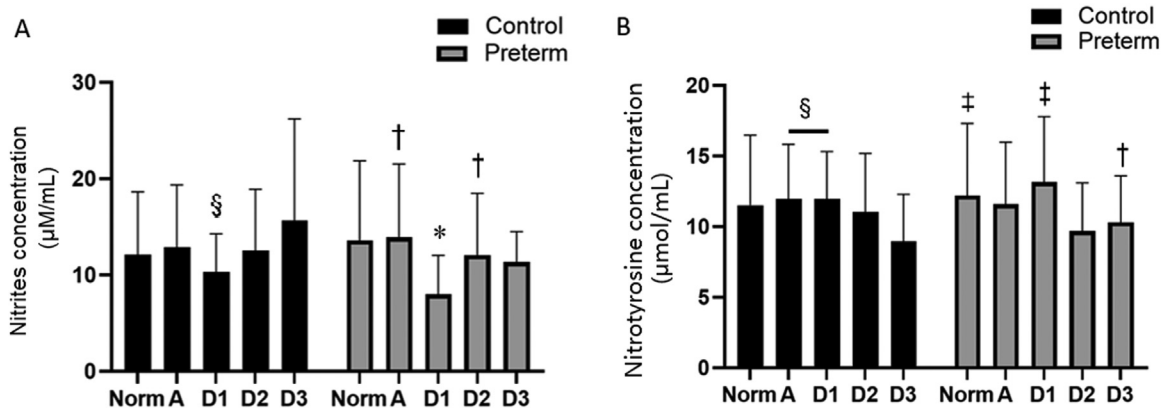 A
Control
Preterm
Nitrites concentration
(µM/mL)
30
20
10
0
§
†
*
†
Norm A D1 D2 D3 Norm A D1 D2 D3
B
Control
Preterm
Nitrotyrosine concentration
(µmol/mL)
20
15
10
5
0
§
‡
‡
†
Norm A D1 D2 D3 Norm A D1 D2 D3